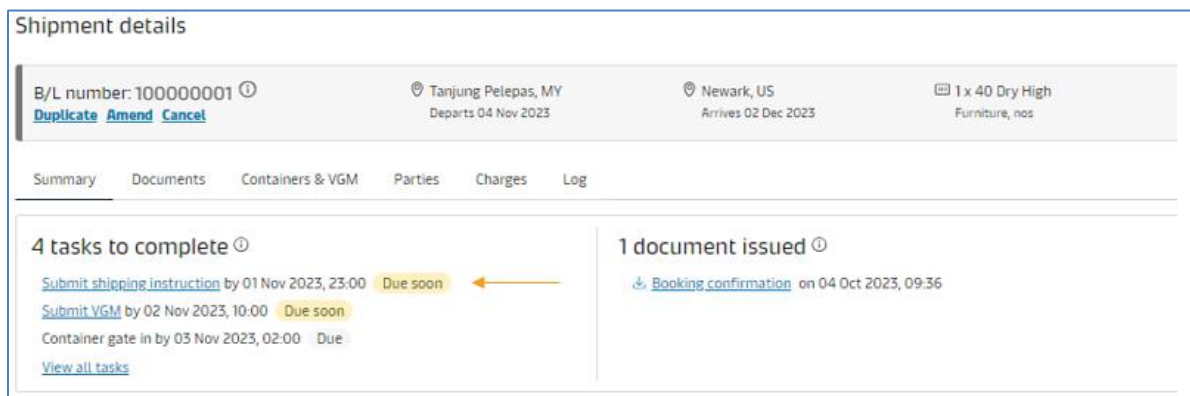 Shipment details
B/L number: 100000001
Duplicate Amend Cancel
Tanjung Pelepas, MY
Departs 04 Nov 2023
Newark, US
Arrives 02 Dec 2023
1 x 40 Dry High
Furniture, nos
Summary Documents Containers & VGM Parties Charges Log
4 tasks to complete
Submit shipping instruction by 01 Nov 2023, 23:00 Due soon
Submit VGM by 02 Nov 2023, 10:00 Due soon
Container gate in by 03 Nov 2023, 02:00 Due
View all tasks
1 document issued
Booking confirmation on 04 Oct 2023, 09:36